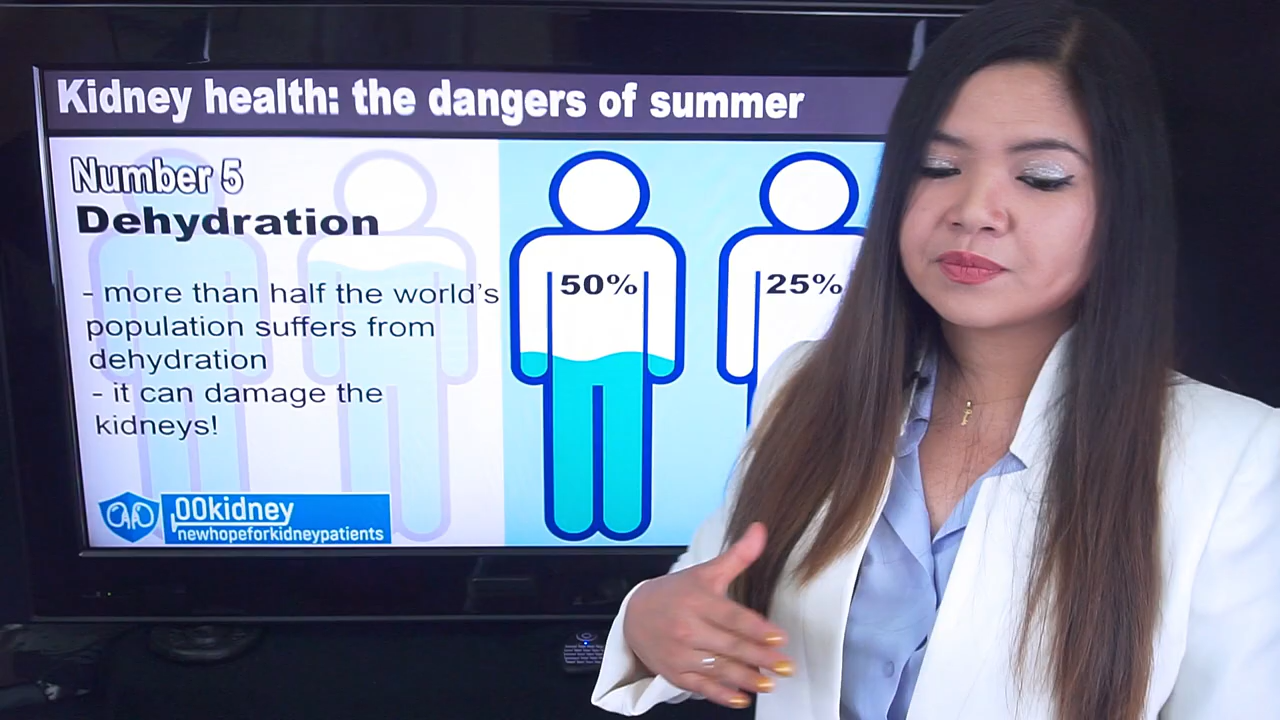 Kidney health: the dangers of summer
Number 5
Dehydration
- more than half the world's
population suffers from
dehydration
- it can damage the
kidneys!
50%
25%
00kidney
newhopeforkidneypatients